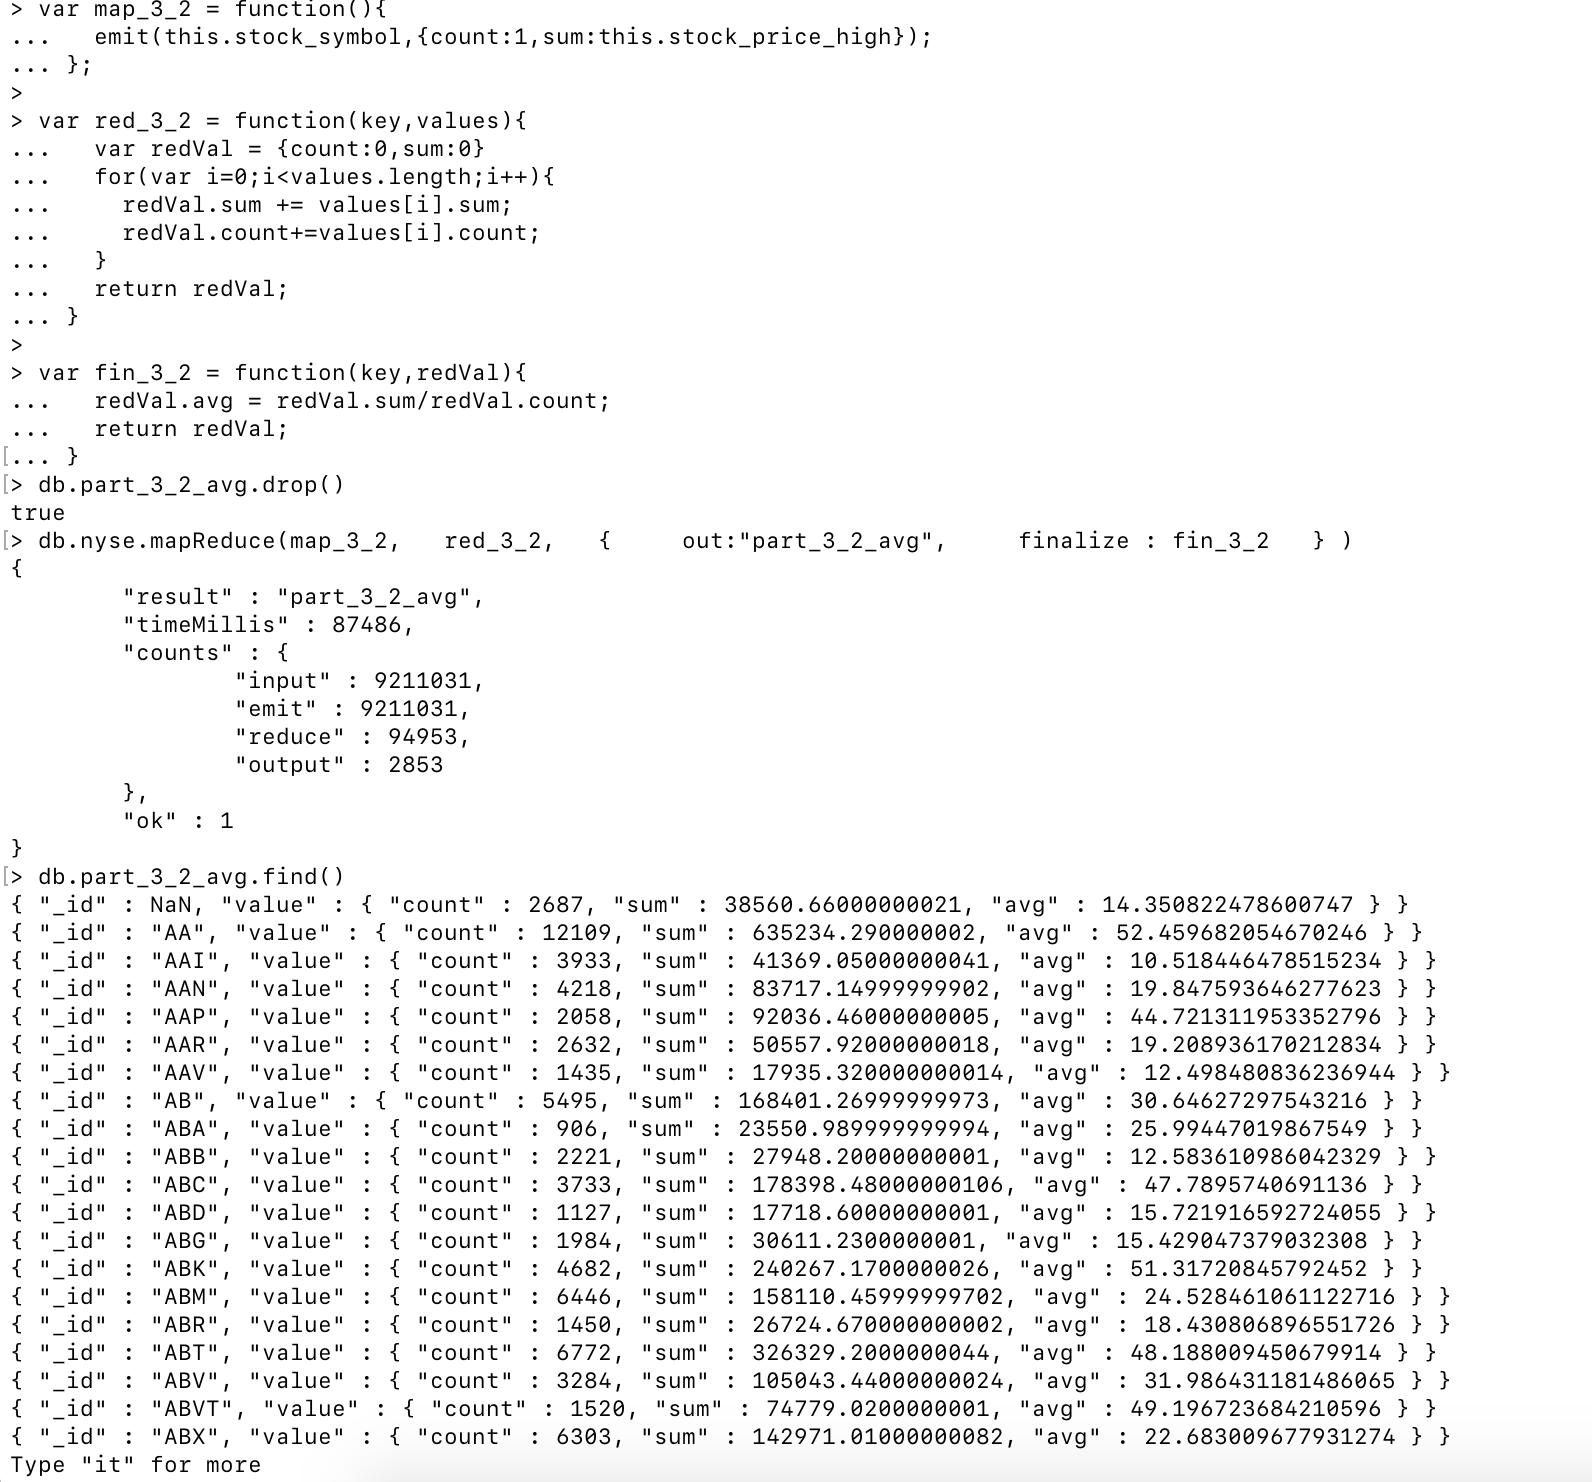 > var map_3_2 = function(){
...   emit(this.stock_symbol,{count:1,sum:this.stock_price_high});
... };
>
> var red_3_2 = function(key,values){
...   var redVal = {count:0,sum:0}
...   for(var i=0;i<values.length;i++){
...     redVal.sum += values[i].sum;
...     redVal.count+=values[i].count;
...   }
...   return redVal;
... }
>
> var fin_3_2 = function(key,redVal){
...   redVal.avg = redVal.sum/redVal.count;
...   return redVal;
[... }
[> db.part_3_2_avg.drop()
true
[> db.nyse.mapReduce(map_3_2,   red_3_2,   {     out:"part_3_2_avg",     finalize : fin_3_2   } )
{
        "result" : "part_3_2_avg",
        "timeMillis" : 87486,
        "counts" : {
                "input" : 9211031,
                "emit" : 9211031,
                "reduce" : 94953,
                "output" : 2853
        },
        "ok" : 1
}
[> db.part_3_2_avg.find()
{ "_id" : NaN, "value" : { "count" : 2687, "sum" : 38560.66000000021, "avg" : 14.350822478600747 } }
{ "_id" : "AA", "value" : { "count" : 12109, "sum" : 635234.290000002, "avg" : 52.459682054670246 } }
{ "_id" : "AAI", "value" : { "count" : 3933, "sum" : 41369.05000000041, "avg" : 10.518446478515234 } }
{ "_id" : "AAN", "value" : { "count" : 4218, "sum" : 83717.14999999902, "avg" : 19.847593646277623 } }
{ "_id" : "AAP", "value" : { "count" : 2058, "sum" : 92036.46000000005, "avg" : 44.721311953352796 } }
{ "_id" : "AAR", "value" : { "count" : 2632, "sum" : 50557.92000000018, "avg" : 19.208936170212834 } }
{ "_id" : "AAV", "value" : { "count" : 1435, "sum" : 17935.320000000014, "avg" : 12.498480836236944 } }
{ "_id" : "AB", "value" : { "count" : 5495, "sum" : 168401.26999999973, "avg" : 30.64627297543216 } }
{ "_id" : "ABA", "value" : { "count" : 906, "sum" : 23550.989999999994, "avg" : 25.99447019867549 } }
{ "_id" : "ABB", "value" : { "count" : 2221, "sum" : 27948.20000000001, "avg" : 12.583610986042329 } }
{ "_id" : "ABC", "value" : { "count" : 3733, "sum" : 178398.48000000106, "avg" : 47.7895740691136 } }
{ "_id" : "ABD", "value" : { "count" : 1127, "sum" : 17718.60000000001, "avg" : 15.721916592724055 } }
{ "_id" : "ABG", "value" : { "count" : 1984, "sum" : 30611.2300000001, "avg" : 15.429047379032308 } }
{ "_id" : "ABK", "value" : { "count" : 4682, "sum" : 240267.1700000026, "avg" : 51.31720845792452 } }
{ "_id" : "ABM", "value" : { "count" : 6446, "sum" : 158110.45999999702, "avg" : 24.528461061122716 } }
{ "_id" : "ABR", "value" : { "count" : 1450, "sum" : 26724.670000000002, "avg" : 18.430806896551726 } }
{ "_id" : "ABT", "value" : { "count" : 6772, "sum" : 326329.2000000044, "avg" : 48.188009450679914 } }
{ "_id" : "ABV", "value" : { "count" : 3284, "sum" : 105043.44000000024, "avg" : 31.986431181486065 } }
{ "_id" : "ABVT", "value" : { "count" : 1520, "sum" : 74779.0200000001, "avg" : 49.196723684210596 } }
{ "_id" : "ABX", "value" : { "count" : 6303, "sum" : 142971.01000000082, "avg" : 22.683009677931274 } }
Type "it" for more